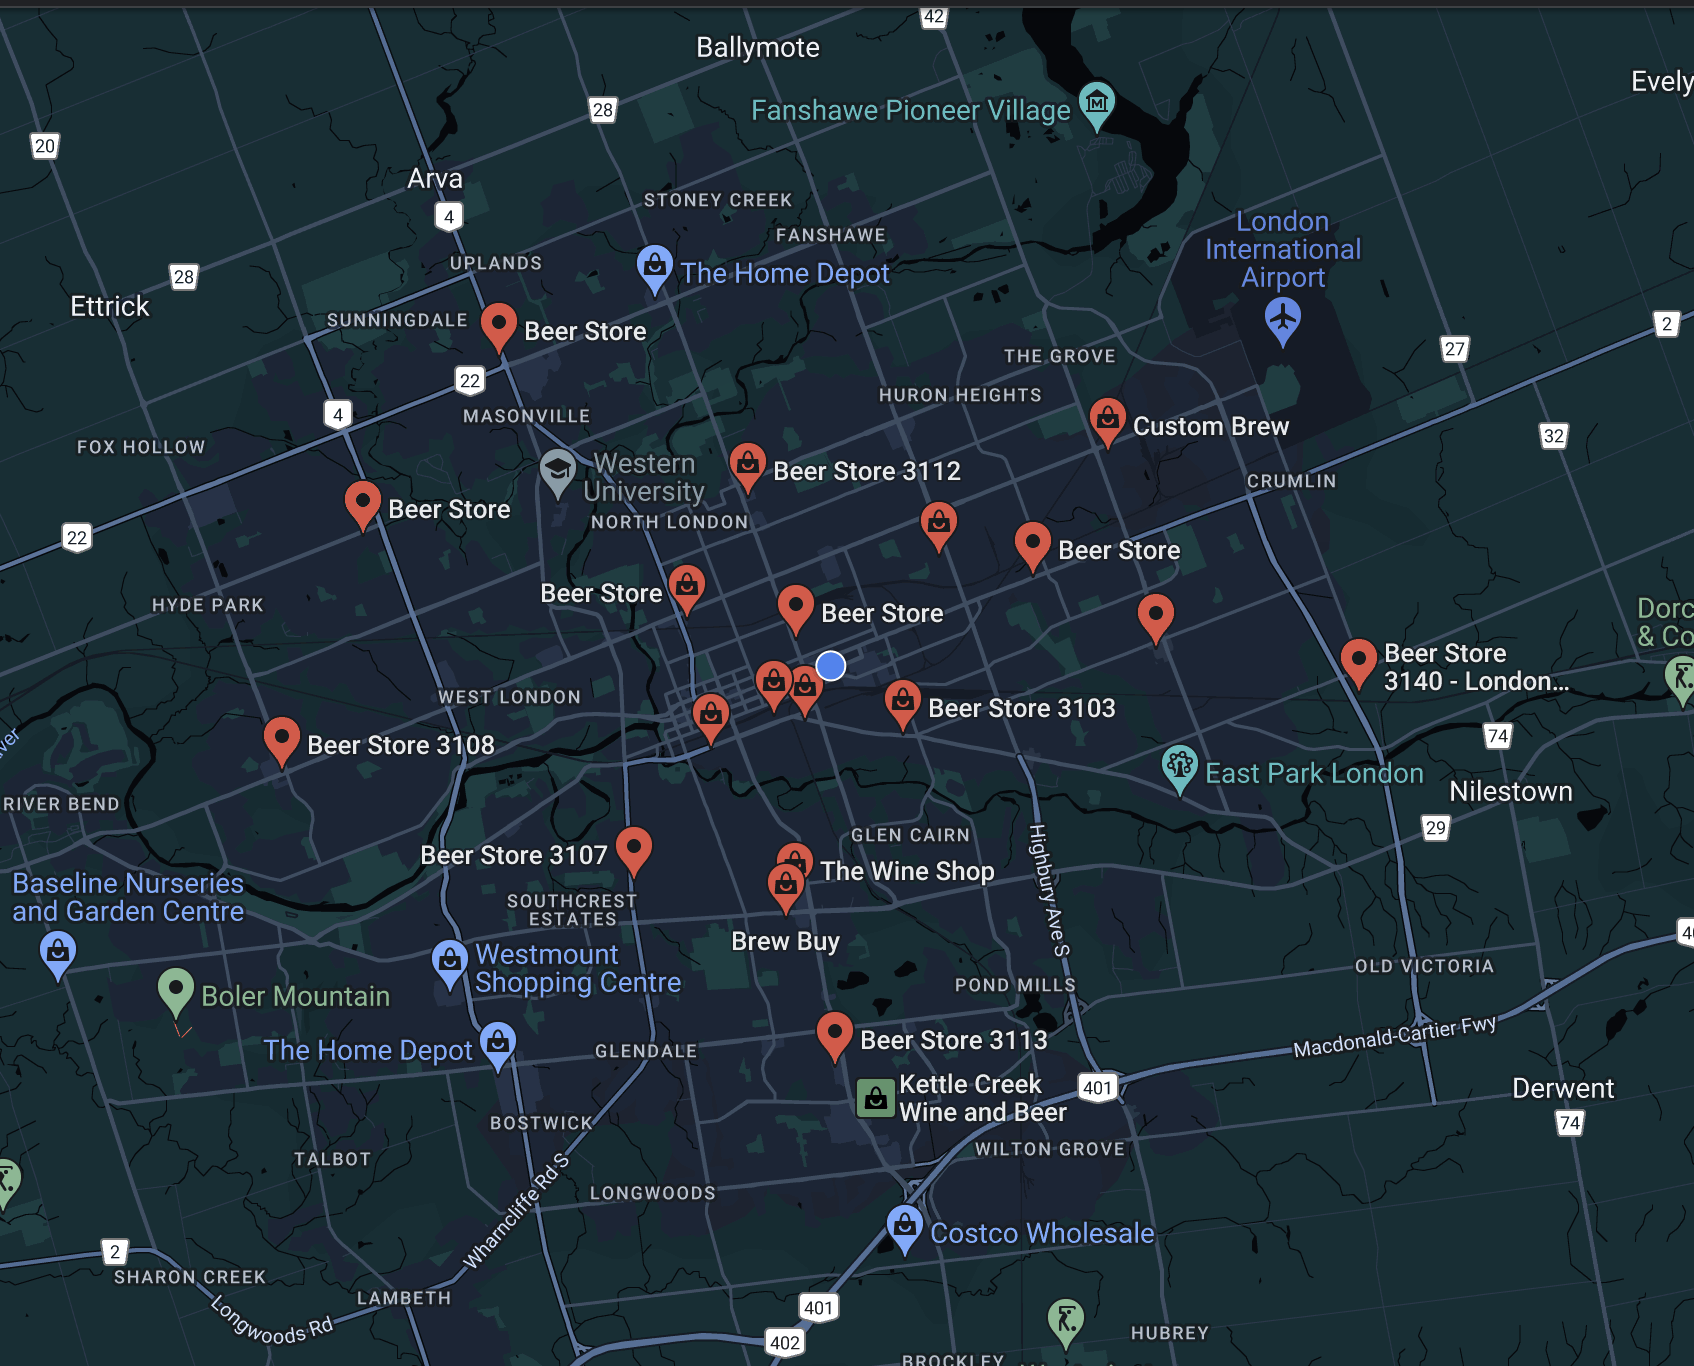 42
Ballymote
Evely
Fanshawe Pioneer Village
28
20
Arva
4
STONEY CREEK
FANSHAWE
London
International
Airport
UPLANDS
The Home Depot
28
Ettrick
SUNNINGDALE
Beer Store
2
27
THE GROVE
22
HURON HEIGHTS
4
MASONVILLE
Custom Brew
32
FOX HOLLOW
Western
University
Beer Store 3112
CRUMLIN
Beer Store
NORTH LONDON
22
Beer Store
Beer Store
HYDE PARK
Beer Store
Dorc
& Co
Beer Store
3140 - London...
WEST LONDON
Beer Store 3103
74
Beer Store 3108
ver
East Park London
Nilestown
RIVER BEND
29
GLEN CAIRN
Highbury Ave S
Beer Store 3107
The Wine Shop
Baseline Nurseries
and Garden Centre
SOUTHCREST
ESTATES
Brew Buy
40
Westmount
Shopping Centre
OLD VICTORIA
POND MILLS
Boler Mountain
Macdonald-Cartier Fwy
The Home Depot
GLENDALE
Beer Store 3113
Kettle Creek
Wine and Beer
401
Derwent
74
BOSTWICK
WILTON GROVE
TALBOT
Wharncliffe Rd S
LONGWOODS
Costco Wholesale
2
SHARON CREEK
LAMBETH
Longwoods Rd
401
402
HUBREY
BROCKLEY